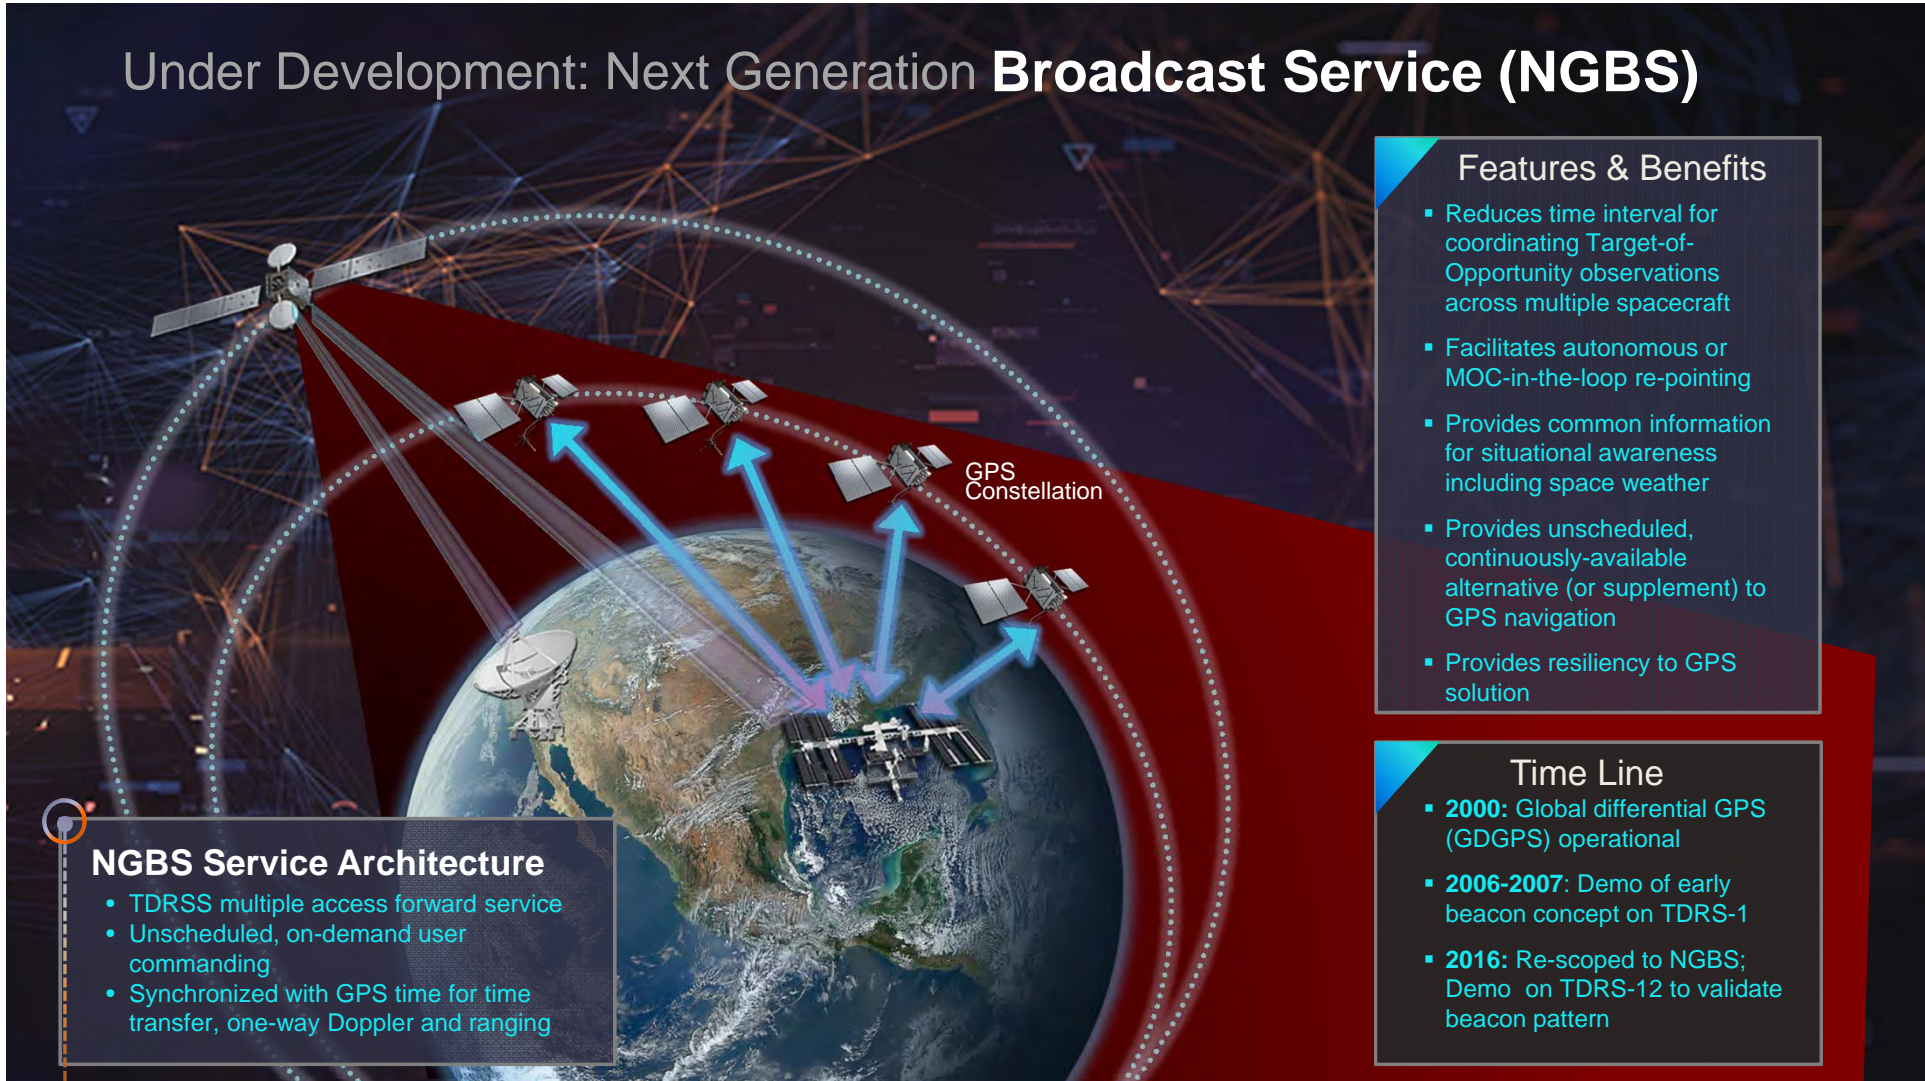 Under Development: Next Generation Broadcast Service (NGBS)
Features & Benefits
▪ Reduces time interval for
coordinating Target-of-
Opportunity observations
across multiple spacecraft
▪ Facilitates autonomous or
MOC-in-the-loop re-pointing
▪ Provides common information
for situational awareness
including space weather
▪ Provides unscheduled,
continuously-available
alternative (or supplement) to
GPS navigation
▪ Provides resiliency to GPS
solution
GPS
Constellation
Time Line
▪ 2000: Global differential GPS
(GDGPS) operational
▪ 2006-2007: Demo of early
beacon concept on TDRS-1
▪ 2016: Re-scoped to NGBS;
Demo on TDRS-12 to validate
beacon pattern
NGBS Service Architecture
• TDRSS multiple access forward service
• Unscheduled, on-demand user
commanding
• Synchronized with GPS time for time
transfer, one-way Doppler and ranging